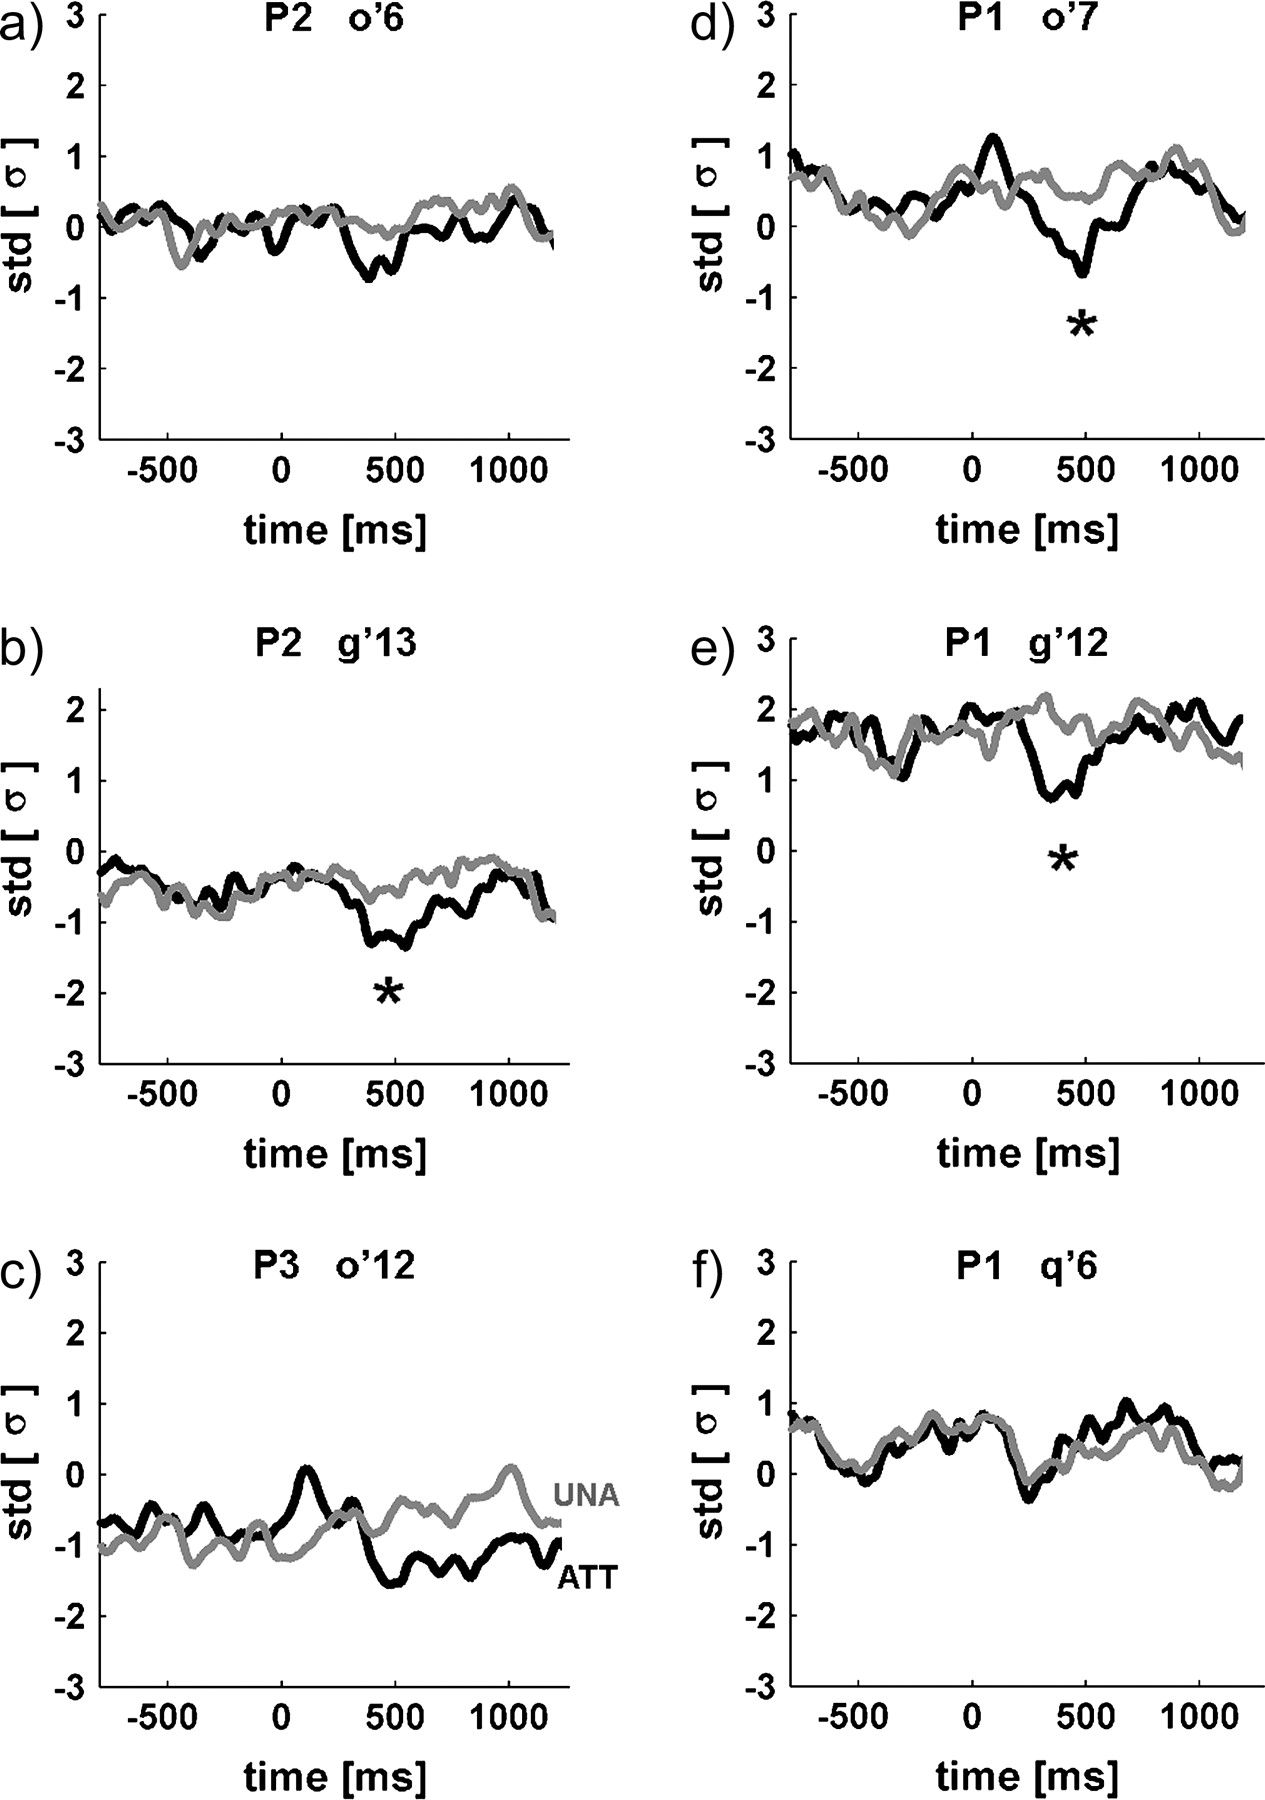 a) P2 o'6
3
2
1
0
-1
-2
-3
std [ σ ]
-500 0 500 1000
time [ms]
d) P1 o'7
3
2
1
0
-1
-2
-3
std [ σ ]
*
-500 0 500 1000
time [ms]
b) P2 g'13
2
1
0
-1
-2
-3
std [ σ ]
*
-500 0 500 1000
time [ms]
e) P1 g'12
3
2
1
0
-1
-2
-3
std [ σ ]
*
-500 0 500 1000
time [ms]
c) P3 o'12
3
2
1
0
-1
-2
-3
std [ σ ]
UNA
ATT
-500 0 500 1000
time [ms]
f) P1 q'6
3
2
1
0
-1
-2
-3
std [ σ ]
-500 0 500 1000
time [ms]